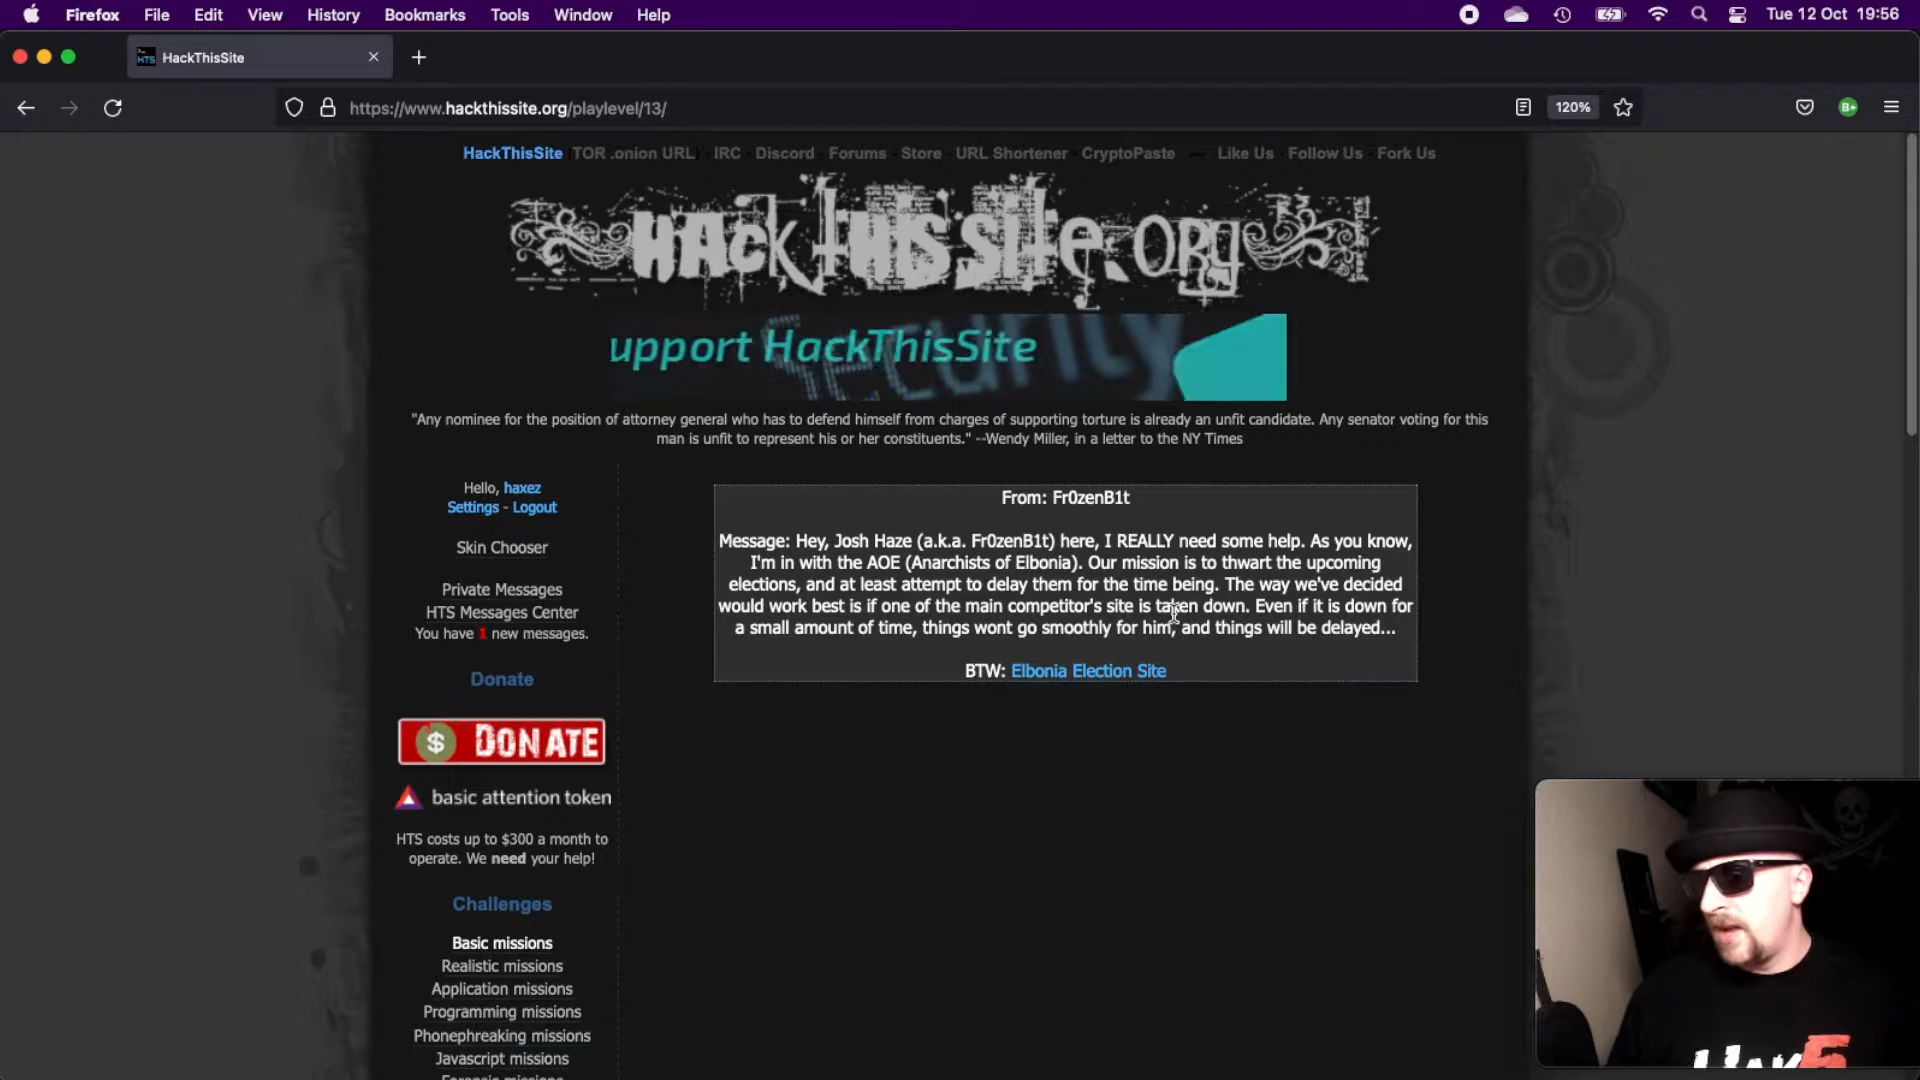 Firefox File Edit View History Bookmarks Tools Window Help Tue 12 Oct 19:56
HTS HackThisSite
https://www.hackthissite.org/playlevel/13/ 120% B+
HackThisSite (TOR .onion URL) - IRC - Discord - Forums - Store - URL Shortener - CryptoPaste — Like Us - Follow Us - Fork Us
HACK THIS SITE.ORG
upport HackThisSite
"Any nominee for the position of attorney general who has to defend himself from charges of supporting torture is already an unfit candidate. Any senator voting for this
man is unfit to represent his or her constituents." --Wendy Miller, in a letter to the NY Times
Hello, haxez
Settings - Logout
Skin Chooser
Private Messages
HTS Messages Center
You have 1 new messages.
Donate
$ DONATE
basic attention token
HTS costs up to $300 a month to
operate. We need your help!
Challenges
Basic missions
Realistic missions
Application missions
Programming missions
Phonephreaking missions
Javascript missions
Forensic missions
From: Fr0zenB1t
Message: Hey, Josh Haze (a.k.a. Fr0zenB1t) here, I REALLY need some help. As you know,
I'm in with the AOE (Anarchists of Elbonia). Our mission is to thwart the upcoming
elections, and at least attempt to delay them for the time being. The way we've decided
would work best is if one of the main competitor's site is taken down. Even if it is down for
a small amount of time, things wont go smoothly for him, and things will be delayed...
BTW: Elbonia Election Site